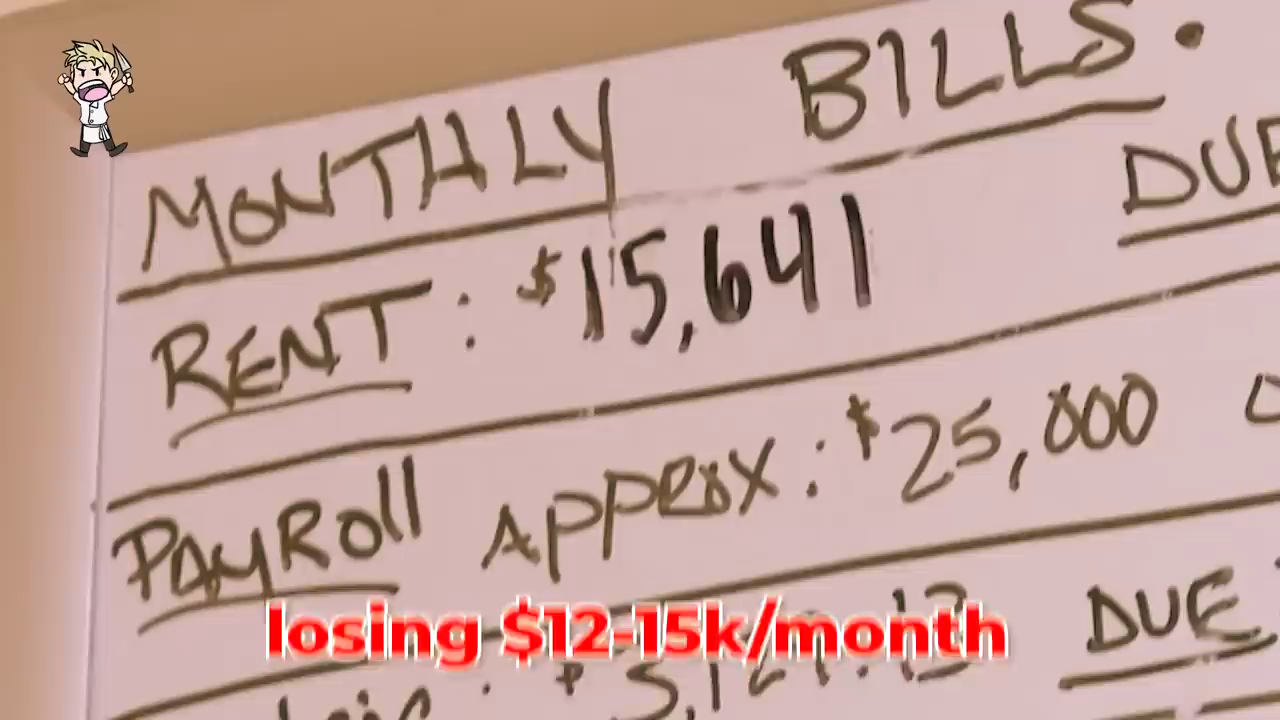 MONTHLY BILLS.
DUE
RENT: $15,641
PAYROLL APPROX: $25,000
DUE
losing $12-15k/month